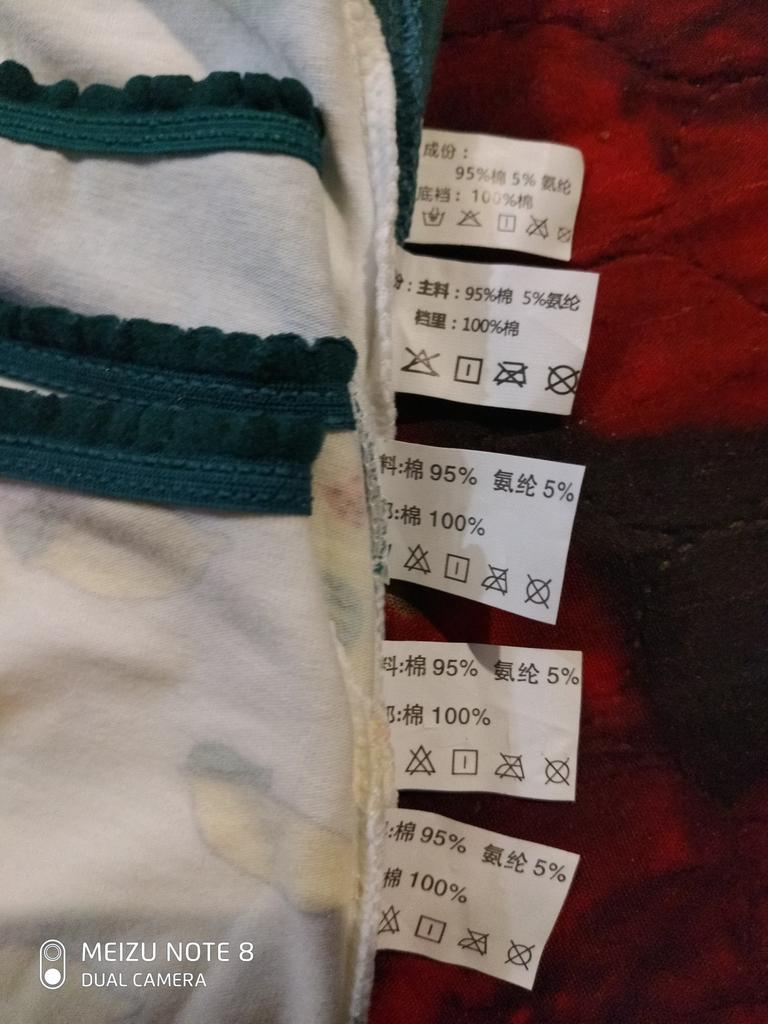 成份：
95%棉 5% 氨纶
底裆：100%棉
：主料：95%棉 5%氨纶
裆里：100%棉
料:棉 95% 氨纶 5%
:棉 100%
料:棉 95% 氨纶 5%
:棉 100%
:棉 95% 氨纶 5%
棉 100%
MEIZU NOTE 8
DUAL CAMERA